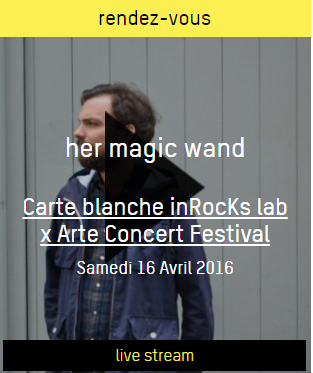 rendez-vous
her magic wand
Carte blanche inRocKs lab
x Arte Concert Festival
Samedi 16 Avril 2016
live stream